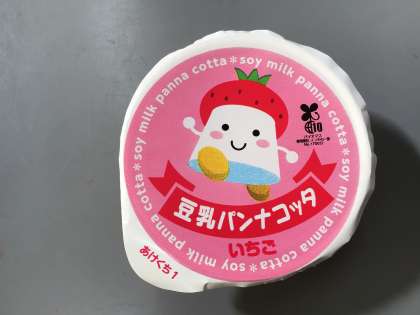 soy milk panna cotta*soy milk panna cotta*soy milk panna cotta*soy milk panna cotta*
豆乳パンナコッタ
いちご
あけくち1